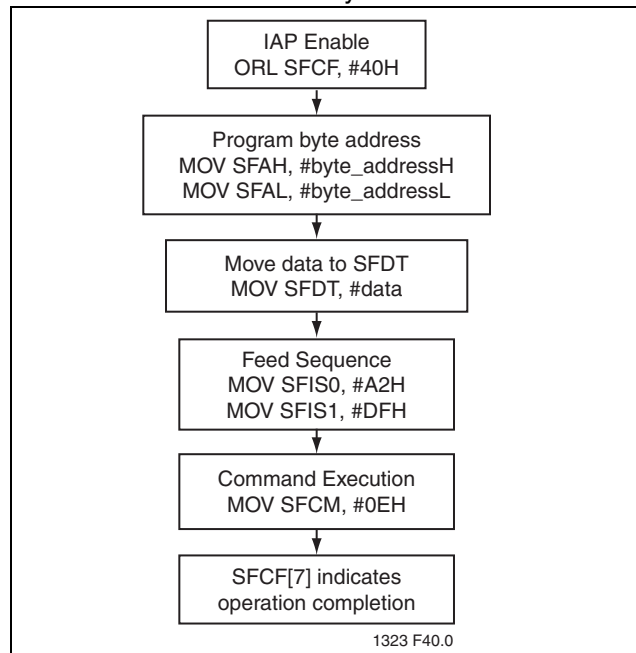 IAP Enable
ORL SFCF, #40H
Program byte address
MOV SFAH, #byte_addressH
MOV SFAL, #byte_addressL
Move data to SFDT
MOV SFDT, #data
Feed Sequence
MOV SFIS0, #A2H
MOV SFIS1, #DFH
Command Execution
MOV SFCM, #0EH
SFCF[7] indicates
operation completion
1323 F40.0